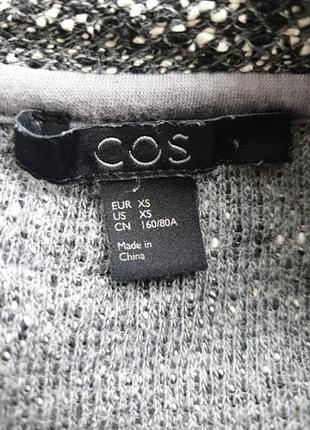 COS
EUR XS
US XS
CN 160/80A
Made in
China